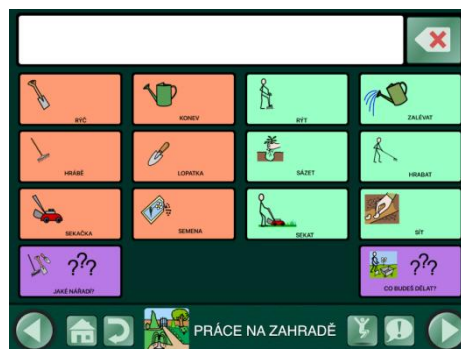 RÝČ KONEV RÝT ZALÉVAT
HRÁBĚ LOPATKA SÁZET HRABAT
SEKAČKA SEMENA SEKAT SÍT
??? ???
JAKÉ NÁŘADÍ? CO BUDEŠ DĚLAT?
PRÁCE NA ZAHRADĚ